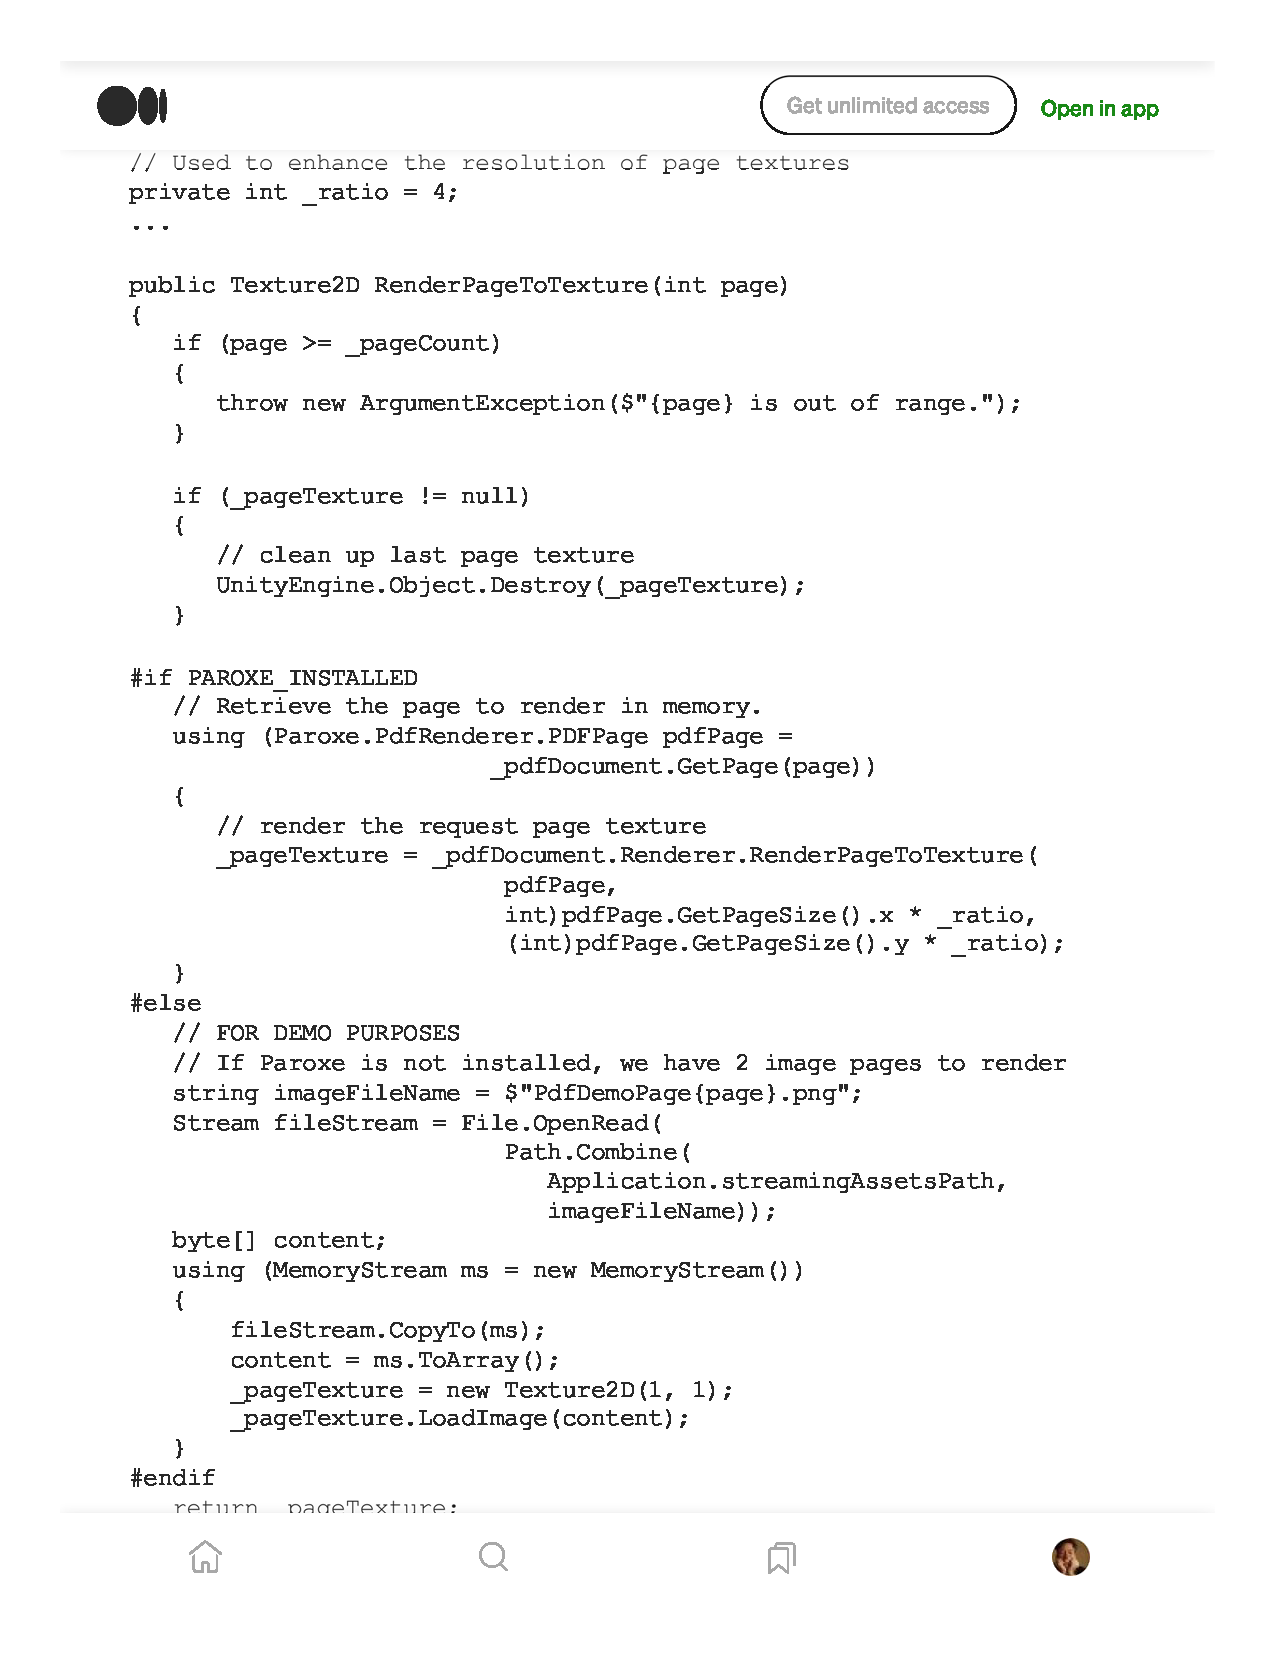 Get unlimited access
Open in app
// Used to enhance the resolution of page textures
private int _ratio = 4;
...
public Texture2D RenderPageToTexture(int page)
{
   if (page >= _pageCount)
   {
      throw new ArgumentException($"{page} is out of range.");
   }
   if (_pageTexture != null)
   {
      // clean up last page texture
      UnityEngine.Object.Destroy(_pageTexture);
   }
#if PAROXE_INSTALLED
   // Retrieve the page to render in memory.
   using (Paroxe.PdfRenderer.PDFPage pdfPage =
                         _pdfDocument.GetPage(page))
   {
      // render the request page texture
      _pageTexture = _pdfDocument.Renderer.RenderPageToTexture(
                          pdfPage,
                          int)pdfPage.GetPageSize().x * _ratio,
                          (int)pdfPage.GetPageSize().y * _ratio);
   }
#else
   // FOR DEMO PURPOSES
   // If Paroxe is not installed, we have 2 image pages to render
   string imageFileName = $"PdfDemoPage{page}.png";
   Stream fileStream = File.OpenRead(
                          Path.Combine(
                             Application.streamingAssetsPath,
                             imageFileName));
   byte[] content;
   using (MemoryStream ms = new MemoryStream())
   {
       fileStream.CopyTo(ms);
       content = ms.ToArray();
       _pageTexture = new Texture2D(1, 1);
       _pageTexture.LoadImage(content);
   }
#endif
   return _pageTexture;